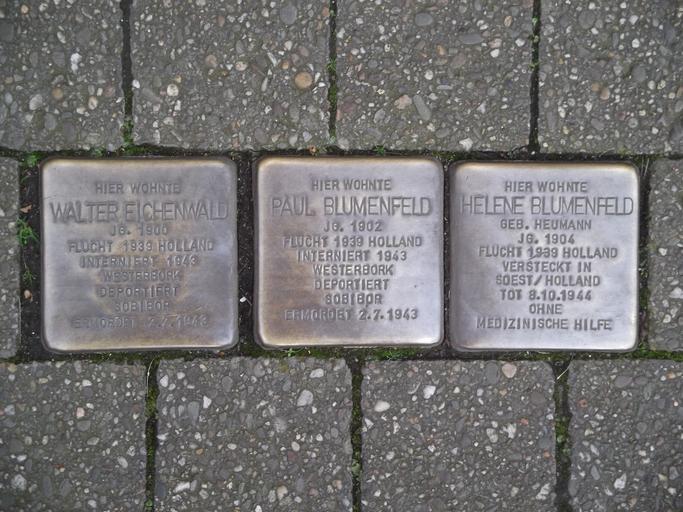 HIER WOHNTE
WALTER EICHENWALD
JG. 1900
FLUCHT 1939 HOLLAND
INTERNIERT 1943
WESTERBORK
DEPORTIERT
SOBIBOR
ERMORDET 2.7.1943
HIER WOHNTE
PAUL BLUMENFELD
JG. 1902
FLUCHT 1939 HOLLAND
INTERNIERT 1943
WESTERBORK
DEPORTIERT
SOBIBOR
ERMORDET 2.7.1943
HIER WOHNTE
HELENE BLUMENFELD
GEB. HEUMANN
JG. 1904
FLUCHT 1939 HOLLAND
VERSTECKT IN
SOEST/HOLLAND
TOT 8.10.1944
OHNE
MEDIZINISCHE HILFE